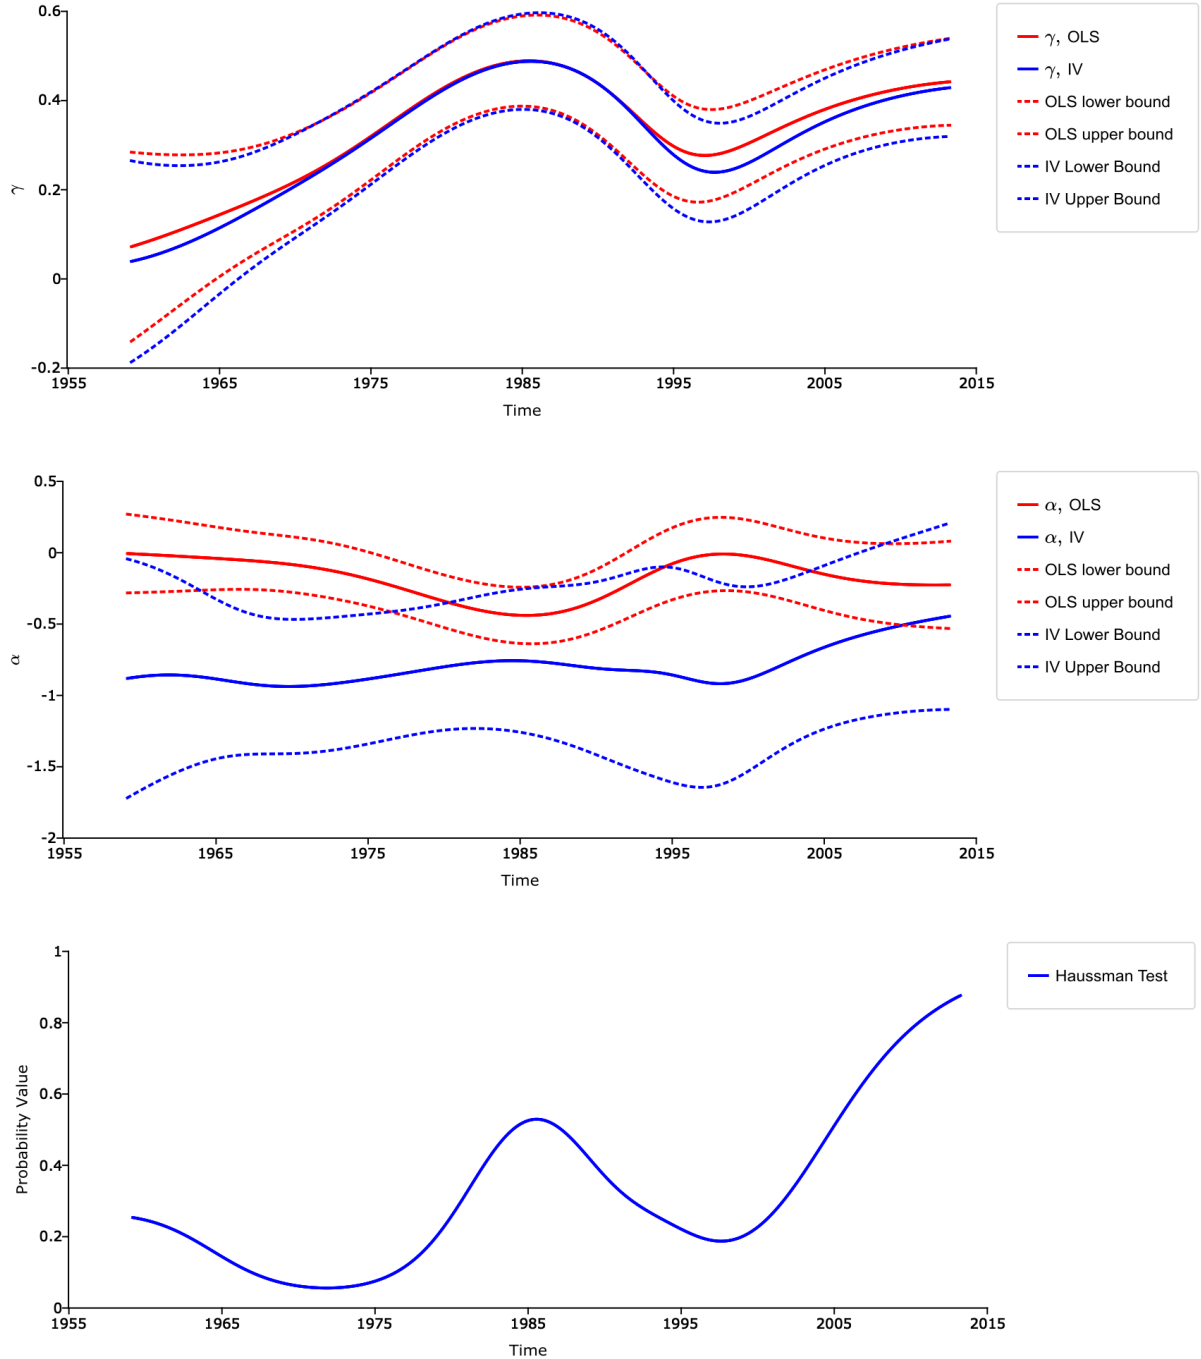 0.6
0.4
0.2
0
-0.2
γ
1955
1965
1975
1985
1995
2005
2015
Time
γ, OLS
γ, IV
OLS lower bound
OLS upper bound
IV Lower Bound
IV Upper Bound
0.5
0
-0.5
-1
-1.5
-2
α
1955
1965
1975
1985
1995
2005
2015
Time
α, OLS
α, IV
OLS lower bound
OLS upper bound
IV Lower Bound
IV Upper Bound
1
0.8
0.6
0.4
0.2
0
Probability Value
1955
1965
1975
1985
1995
2005
2015
Time
Haussman Test